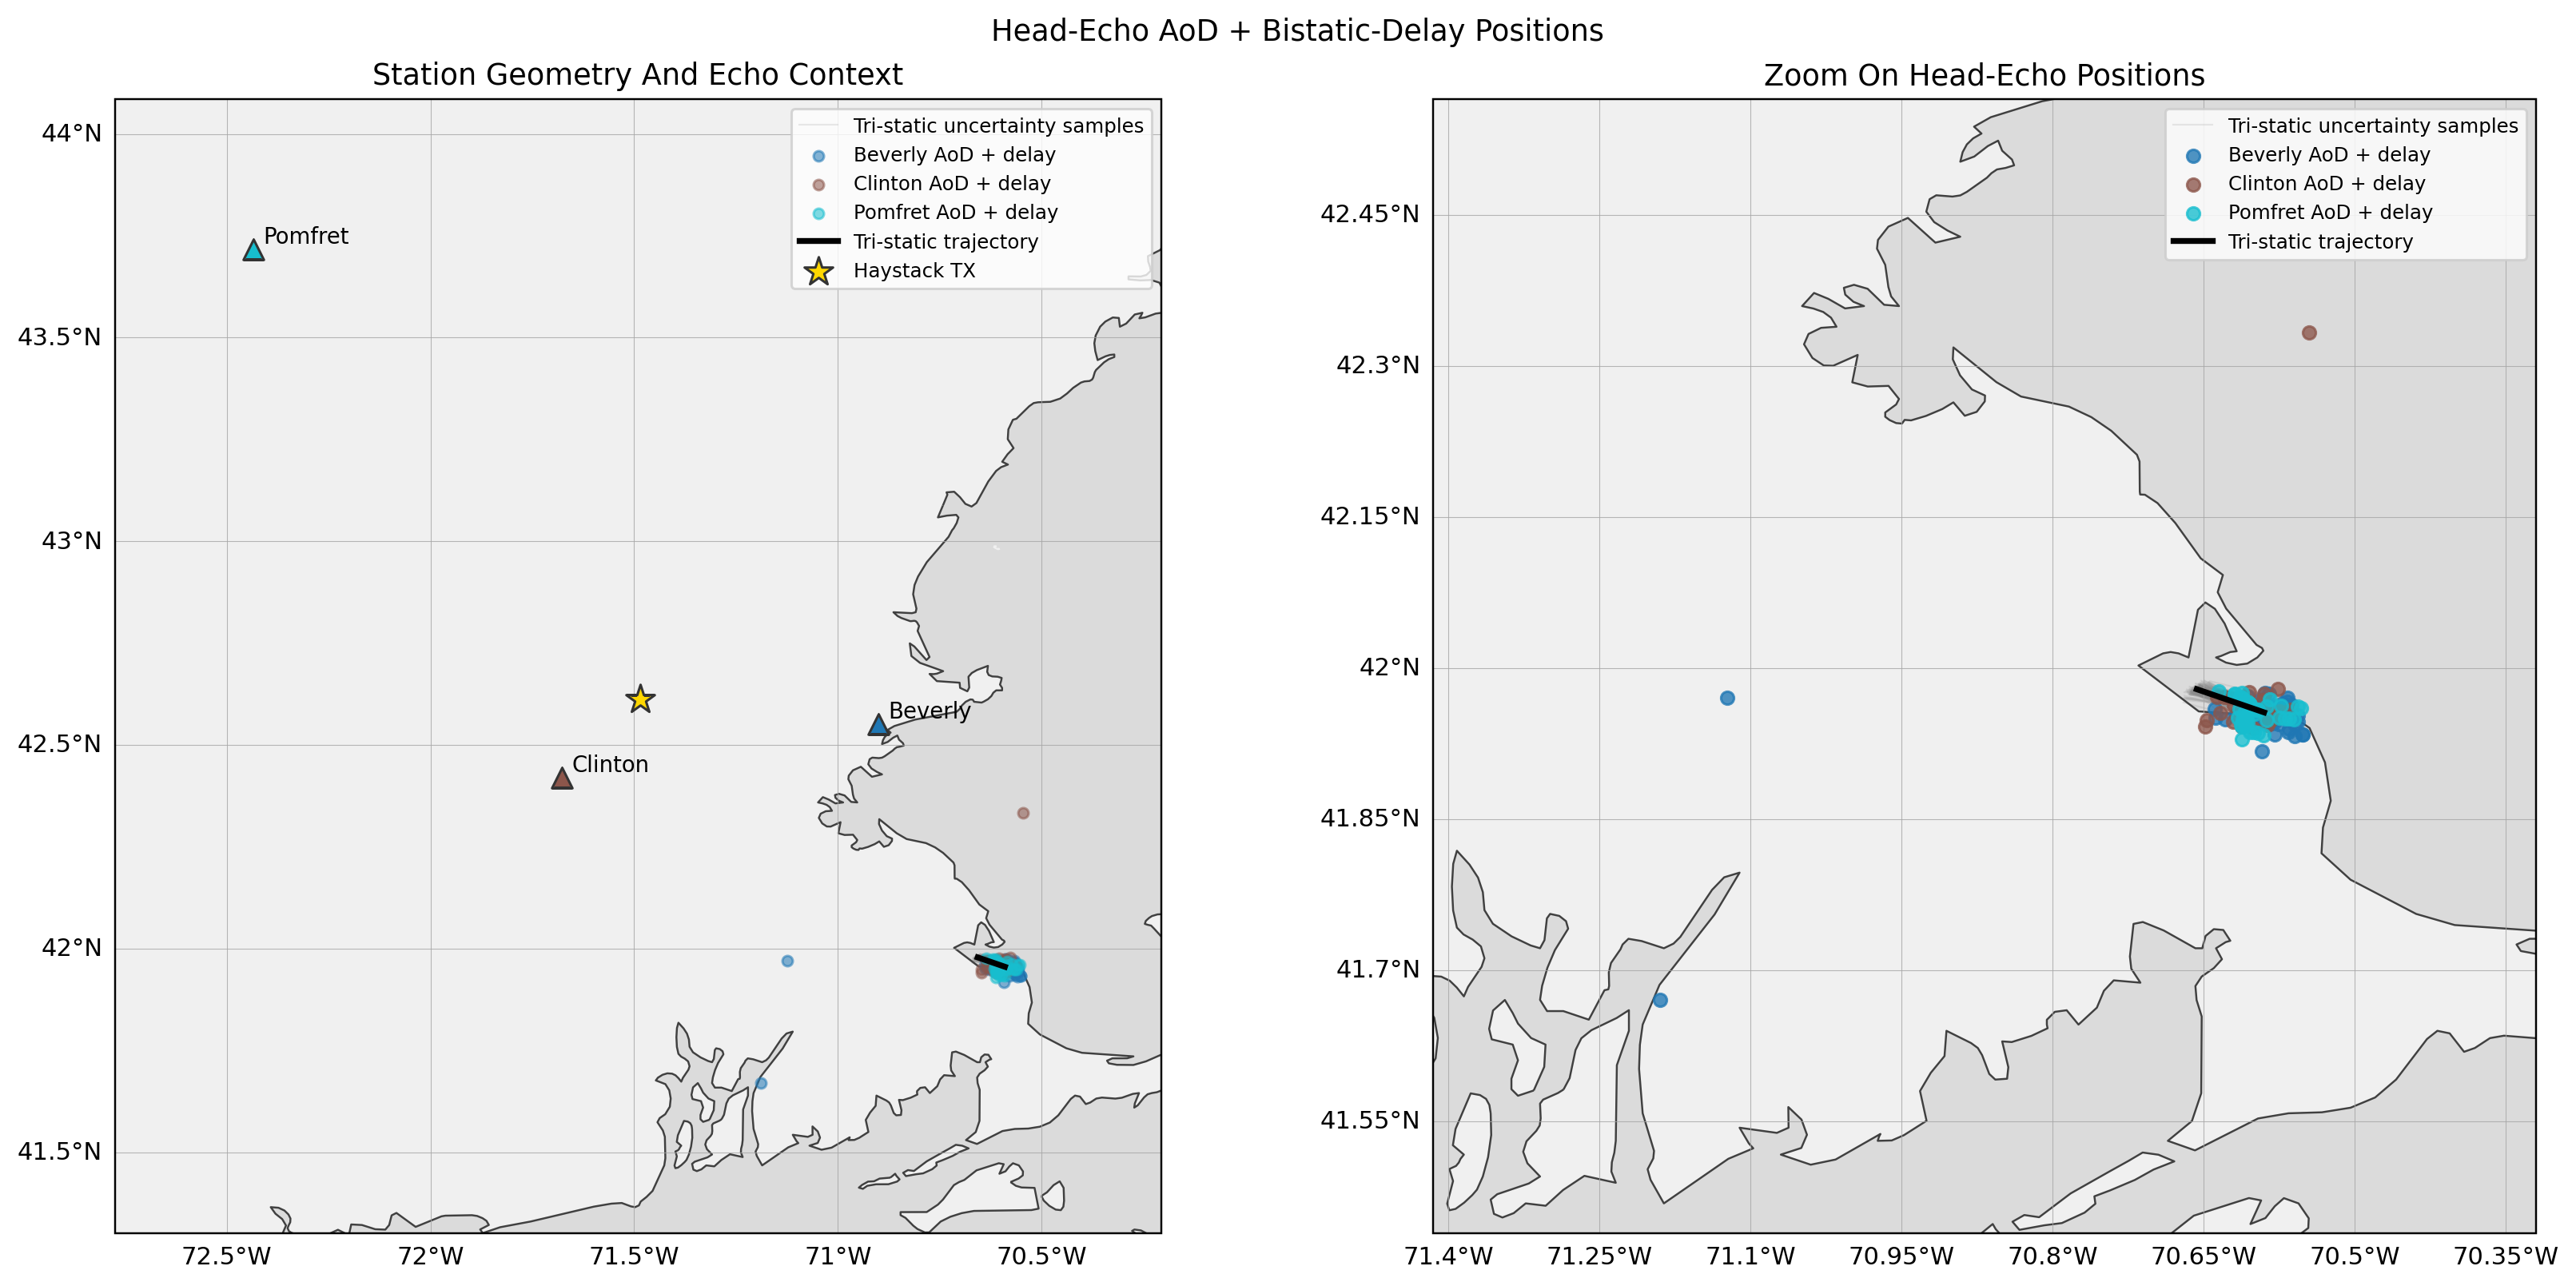 Head-Echo AoD + Bistatic-Delay Positions
Station Geometry And Echo Context
Tri-static uncertainty samples
Beverly AoD + delay
Clinton AoD + delay
Pomfret AoD + delay
Tri-static trajectory
Haystack TX
Pomfret
Beverly
Clinton
44°N
43.5°N
43°N
42.5°N
42°N
41.5°N
72.5°W
72°W
71.5°W
71°W
70.5°W
Zoom On Head-Echo Positions
Tri-static uncertainty samples
Beverly AoD + delay
Clinton AoD + delay
Pomfret AoD + delay
Tri-static trajectory
42.45°N
42.3°N
42.15°N
42°N
41.85°N
41.7°N
41.55°N
71.4°W
71.25°W
71.1°W
70.95°W
70.8°W
70.65°W
70.5°W
70.35°W